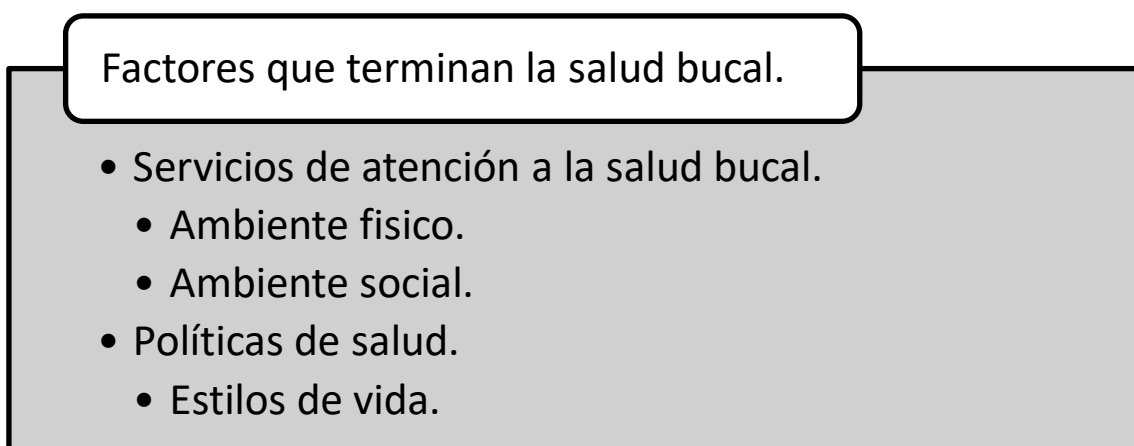 Factores que terminan la salud bucal.
• Servicios de atención a la salud bucal.
• Ambiente fisico.
• Ambiente social.
• Políticas de salud.
• Estilos de vida.